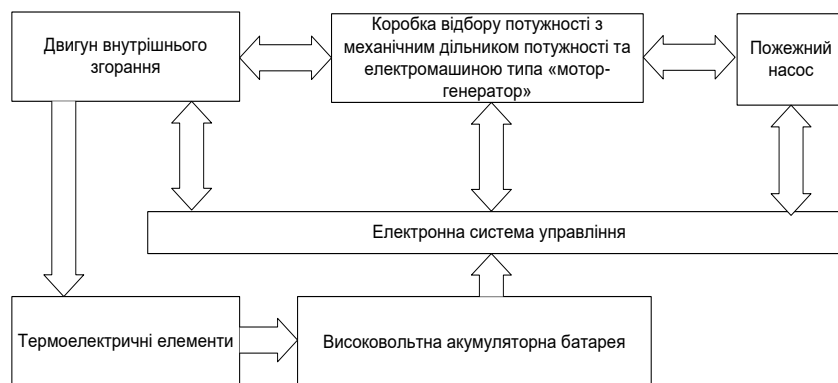 Двигун внутрішнього
згорання
Коробка відбору потужності з
механічним дільником потужності та
електромашиною типа «мотор-
генератор»
Пожежний
насос
Електронна система управління
Термоелектричні елементи
Високовольтна акумуляторна батарея